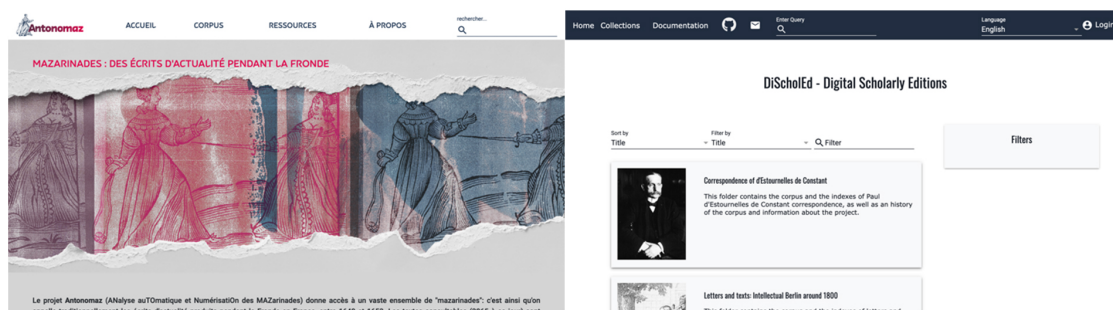 Antonomaz
ACCUEIL
CORPUS
RESSOURCES
À PROPOS
rechercher...
MAZARINADES : DES ÉCRITS D'ACTUALITÉ PENDANT LA FRONDE
Le projet Antonomaz (ANalyse auTOmatique et NumérisatiOn des MAZarinades) donne accès à un vaste ensemble de "mazarinades": c'est ainsi qu'on
Home
Collections
Documentation
Enter Query
Language
English
Login
DiScholEd - Digital Scholarly Editions
Sort by
Title
Filter by
Title
Filter
Filters
Correspondence of d'Estournelles de Constant
This folder contains the corpus and the indexes of Paul
d'Estournelles de Constant correspondence, as well as an history
of the corpus and information about the project.
Letters and texts: Intellectual Berlin around 1800